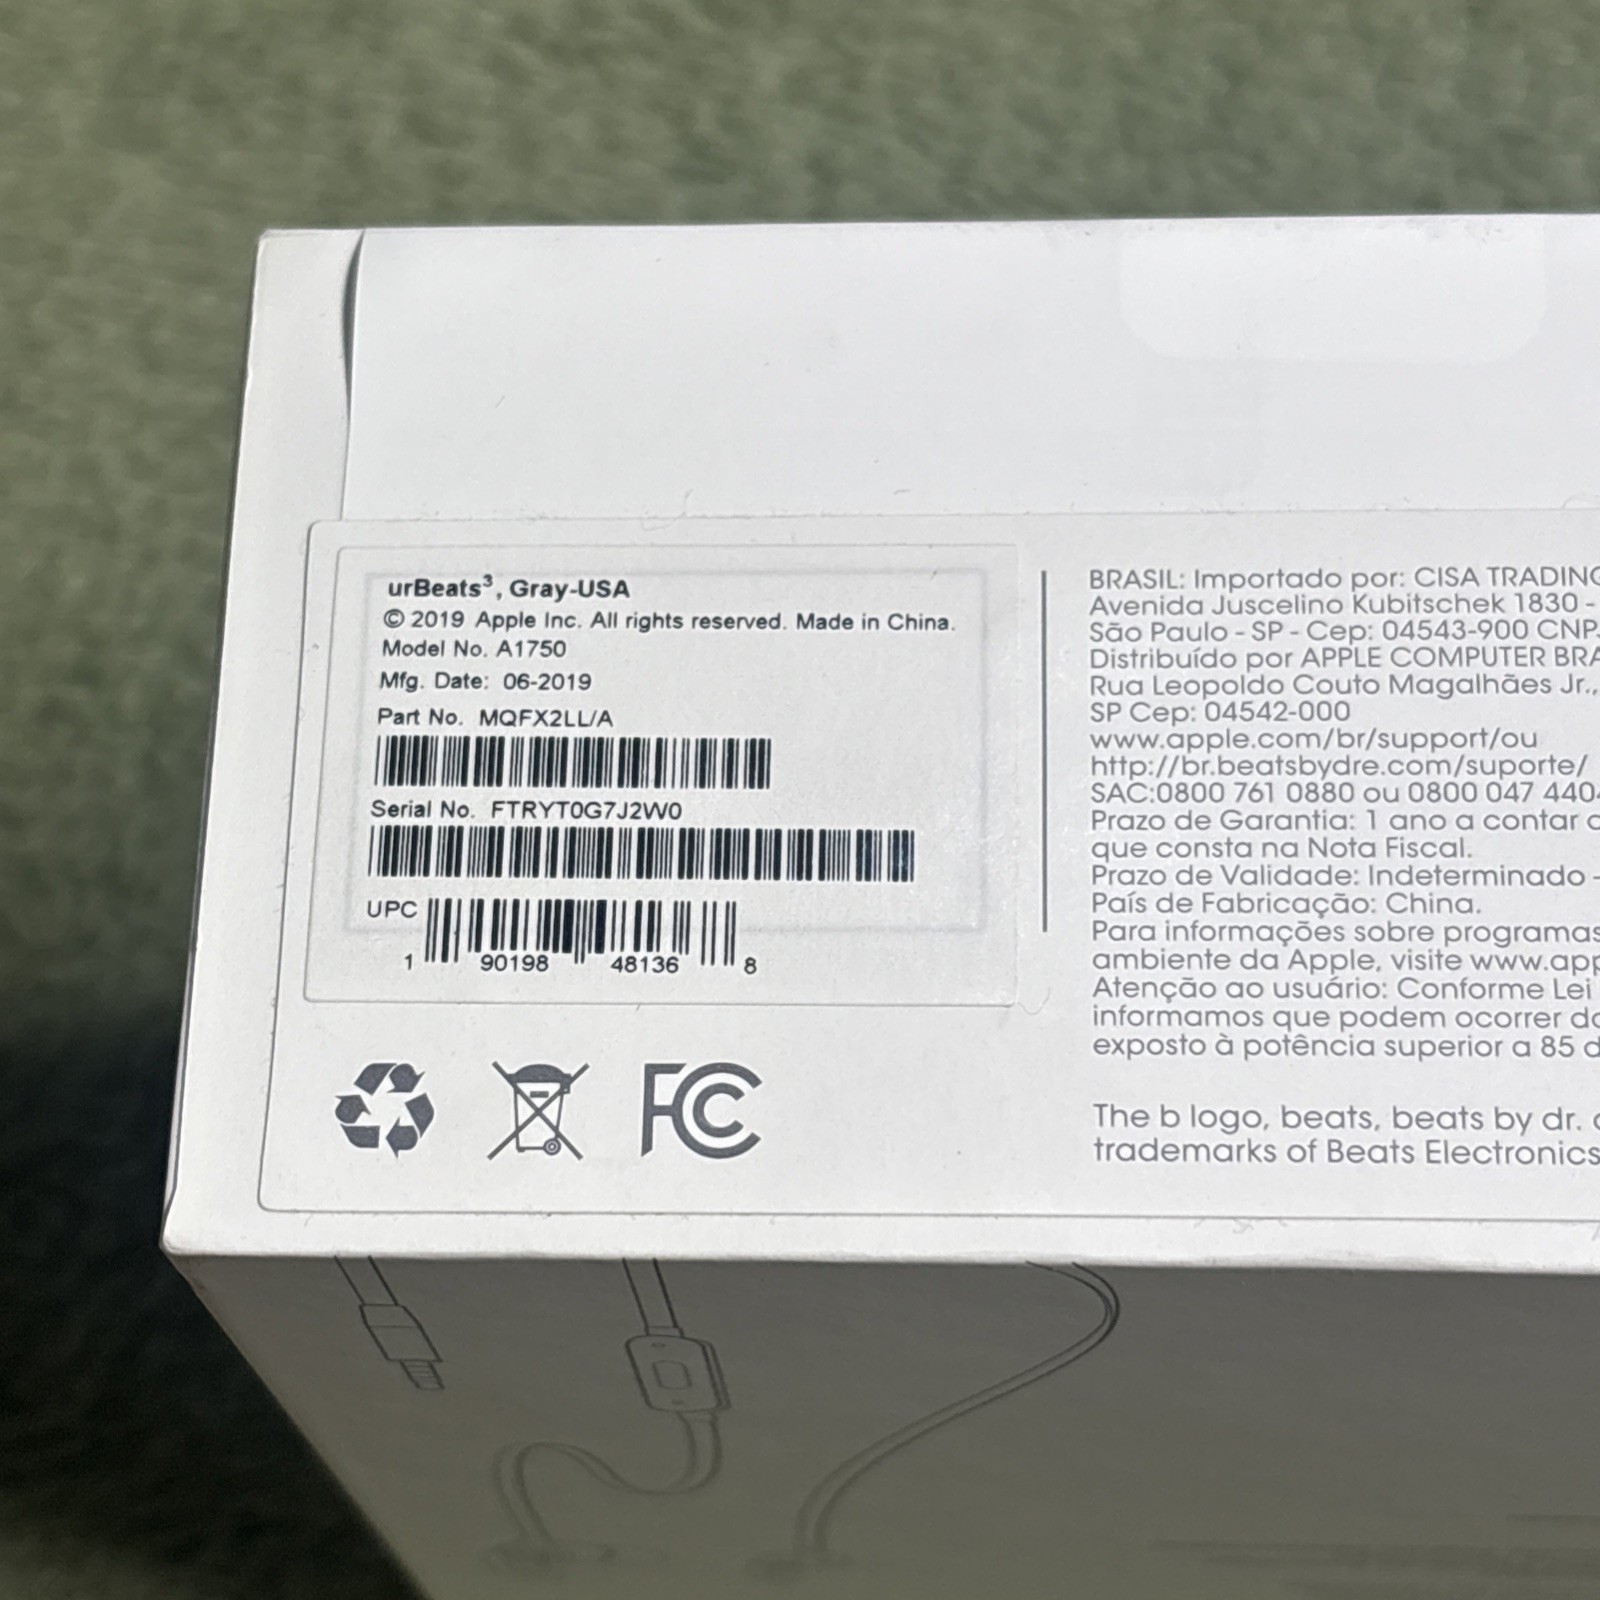 urBeats³, Gray-USA
© 2019 Apple Inc. All rights reserved. Made in China.
Model No. A1750
Mfg. Date: 06-2019
Part No. MQFX2LL/A
Serial No. FTRYT0G7J2W0
UPC
1 90198 48136 8
FC
BRASIL: Importado por: CISA TRADING
Avenida Juscelino Kubitschek 1830 -
São Paulo - SP - Cep: 04543-900 CNP
Distribuído por APPLE COMPUTER BRA
Rua Leopoldo Couto Magalhães Jr.,
SP Cep: 04542-000
www.apple.com/br/support/ou
http://br.beatsbydre.com/suporte/
SAC:0800 761 0880 ou 0800 047 440
Prazo de Garantia: 1 ano a contar
que consta na Nota Fiscal.
Prazo de Validade: Indeterminado -
País de Fabricação: China.
Para informações sobre programas
ambiente da Apple, visite www.app
Atenção ao usuário: Conforme Lei
informamos que podem ocorrer
exposto à potência superior a 85
The b logo, beats, beats by dr.
trademarks of Beats Electronics